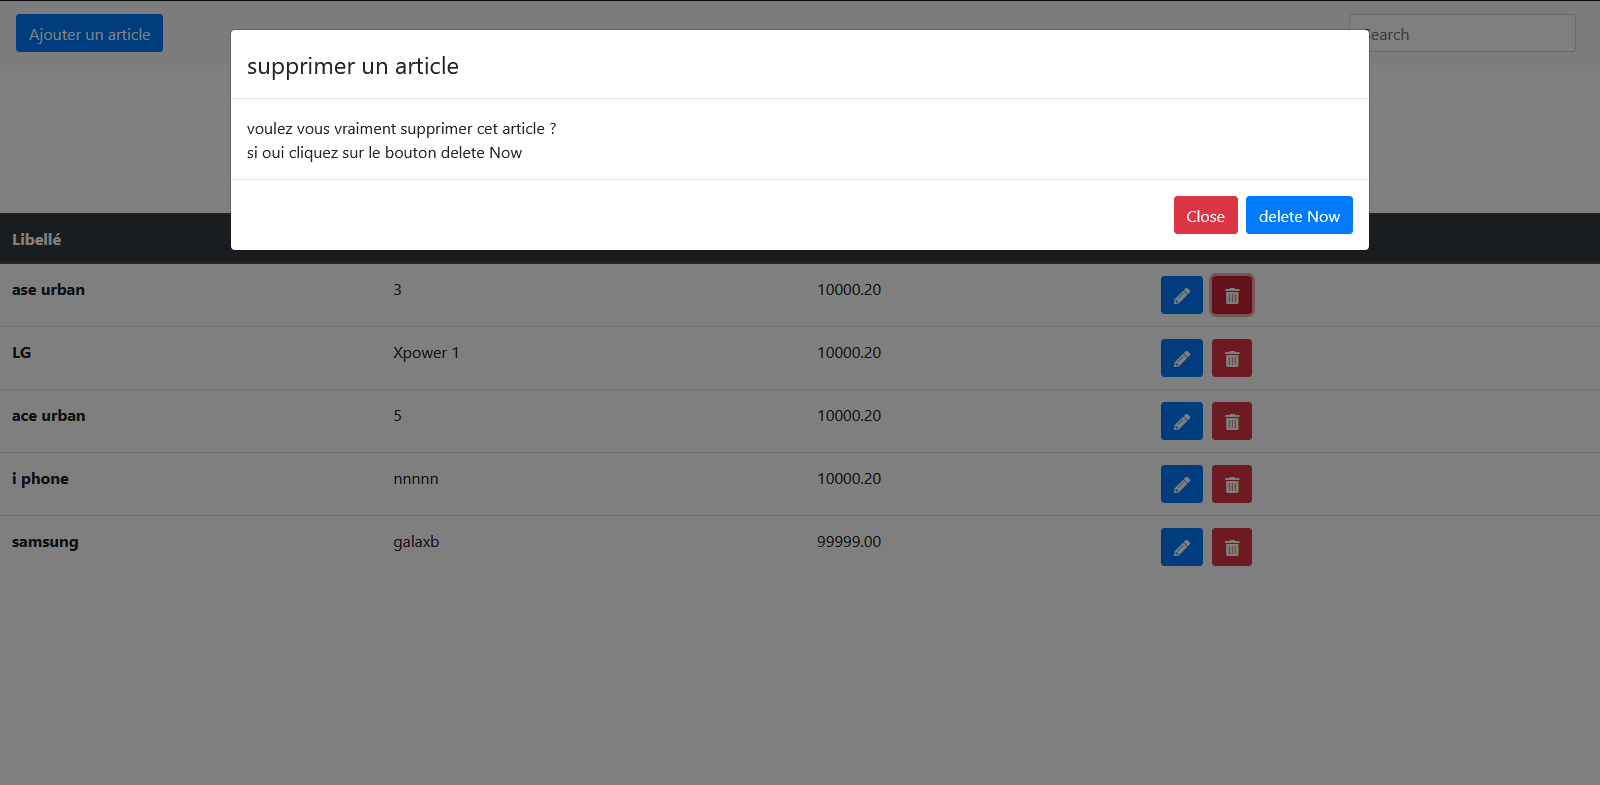 Ajouter un article
earch
supprimer un article
voulez vous vraiment supprimer cet article ?
si oui cliquez sur le bouton delete Now
Close delete Now
Libellé
ase urban 3 10000.20
LG Xpower 1 10000.20
ace urban 5 10000.20
i phone nnnnn 10000.20
samsung galaxb 99999.00